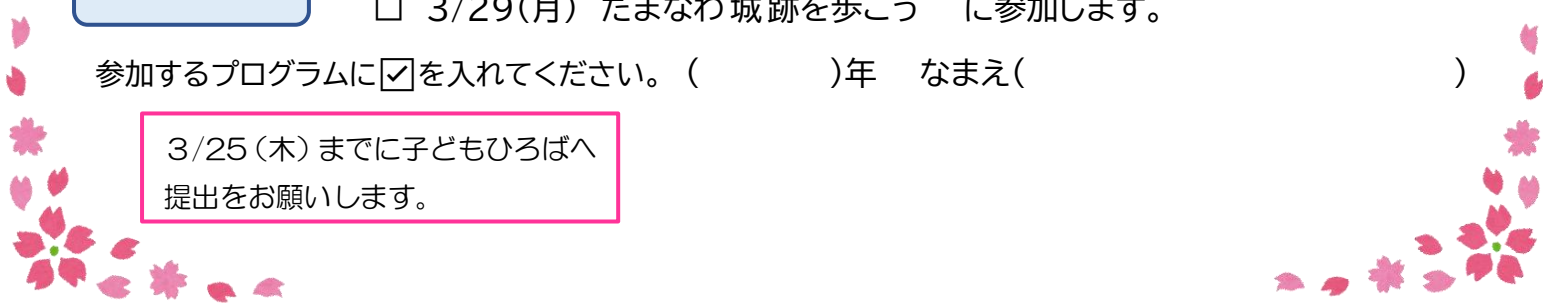 □ 3/29(月) たまなわ城跡を歩こう に参加します。
参加するプログラムに☑を入れてください。( )年 なまえ( )
3/25(木)までに子どもひろばへ
提出をお願いします。